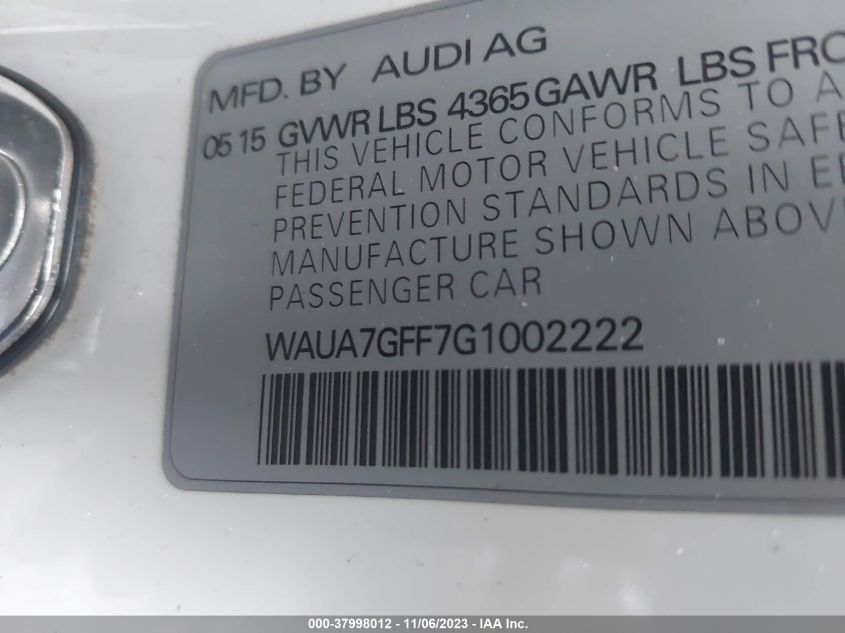 MFD. BY AUDI AG
05 15 GVWR LBS 4365 GAWR LBS
THIS VEHICLE CONFORMS TO
FEDERAL MOTOR VEHICLE
PREVENTION STANDARDS IN
MANUFACTURE SHOWN
PASSENGER CAR
WAUA7GFF7G1002222
000-37998012 - 11/06/2023 - IAA Inc.